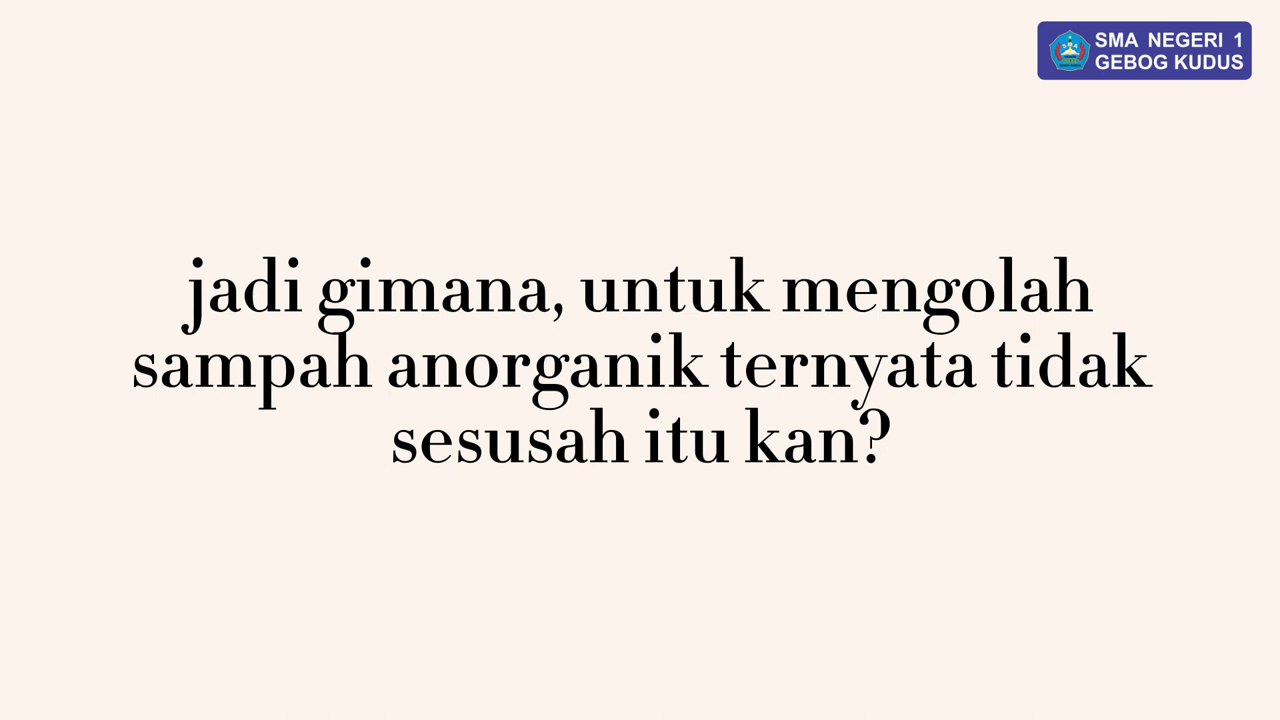 SMA NEGERI 1
GEBOG KUDUS
jadi gimana, untuk mengolah
sampah anorganik ternyata tidak
sesusah itu kan?